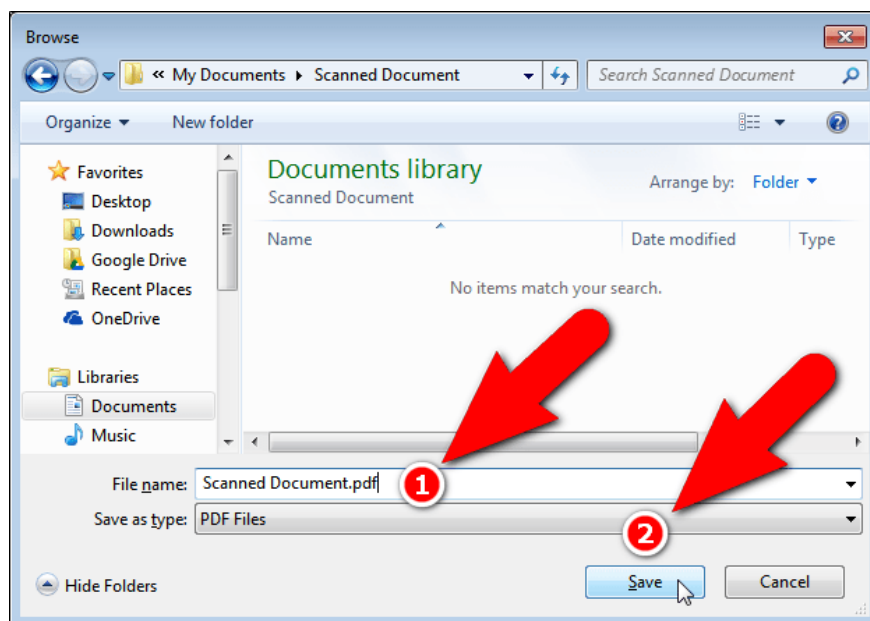 Browse
« My Documents ▸ Scanned Document
Search Scanned Document
Organize ▾ New folder
Favorites
Desktop
Downloads
Google Drive
Recent Places
OneDrive
Libraries
Documents
Music
Documents library
Scanned Document
Arrange by: Folder ▾
Name Date modified Type
No items match your search.
File name: Scanned Document.pdf
1
Save as type: PDF Files
2
Hide Folders
Save Cancel